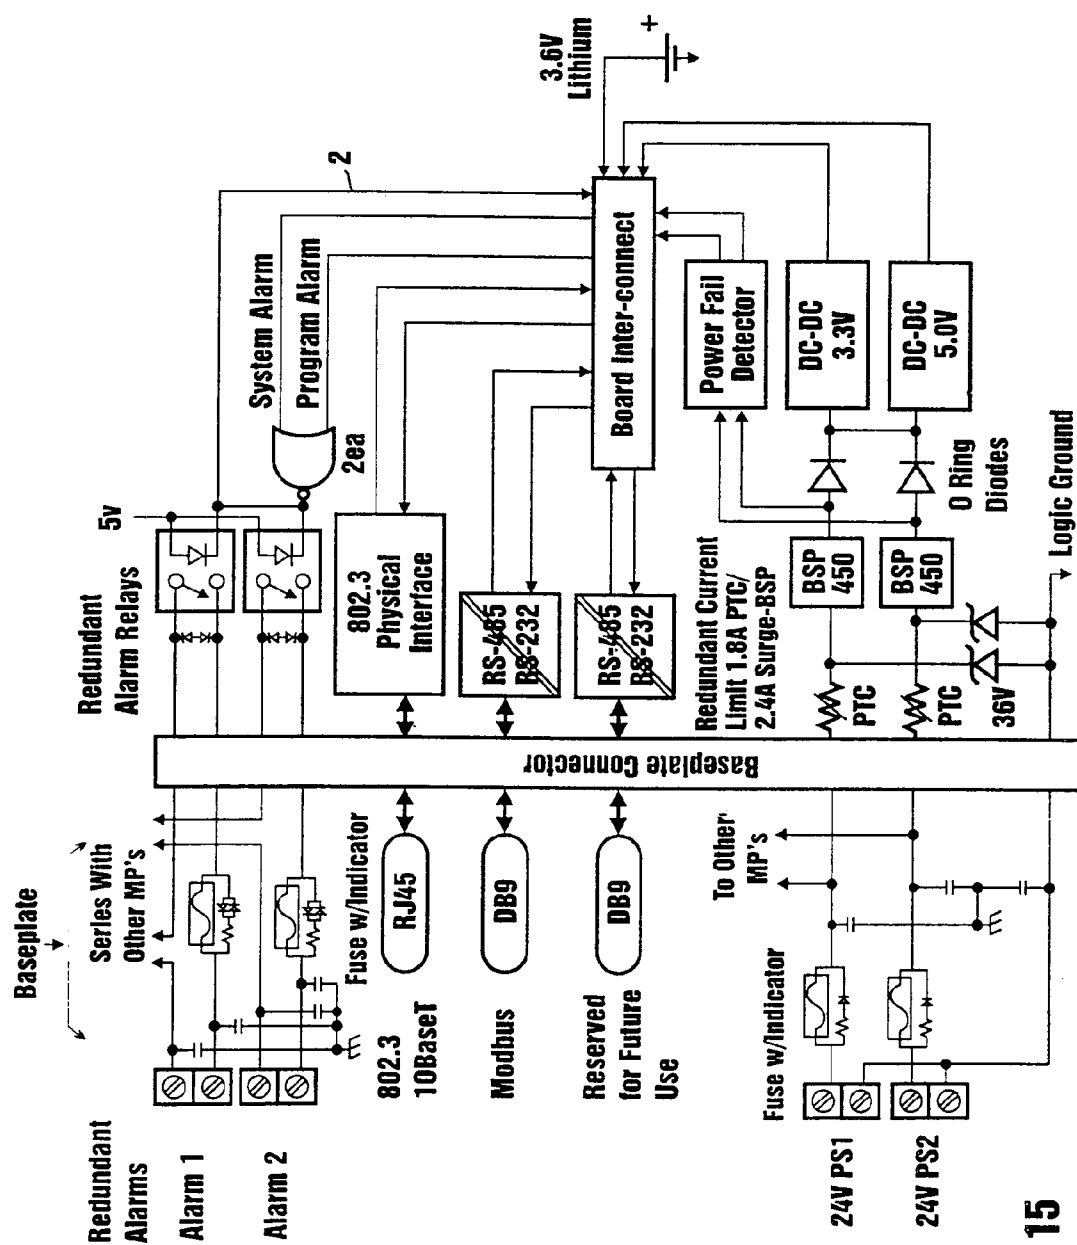 Baseplate
Redundant
Alarms
Alarm 1
Alarm 2
Series With
Other MP's
Redundant
Alarm Relays
5v
System Alarm
Program Alarm
2ea
2
3.6V
Lithium
+
Fuse w/Indicator
802.3
10BaseT
RJ45
802.3
Physical
Interface
Modbus
DB9
RS-485
RS-232
Reserved
for Future
Use
DB9
RS-485
RS-232
Board Inter-connect
Baseplate Connector
Power Fail
Detector
DC-DC
3.3V
DC-DC
5.0V
Redundant Current
Limit 1.8A PTC/
2.4A Surge-BSP
BSP
450
BSP
450
O Ring
Diodes
PTC
PTC
36V
Logic Ground
To Other
MP's
Fuse w/Indicator
24V PS1
24V PS2
15